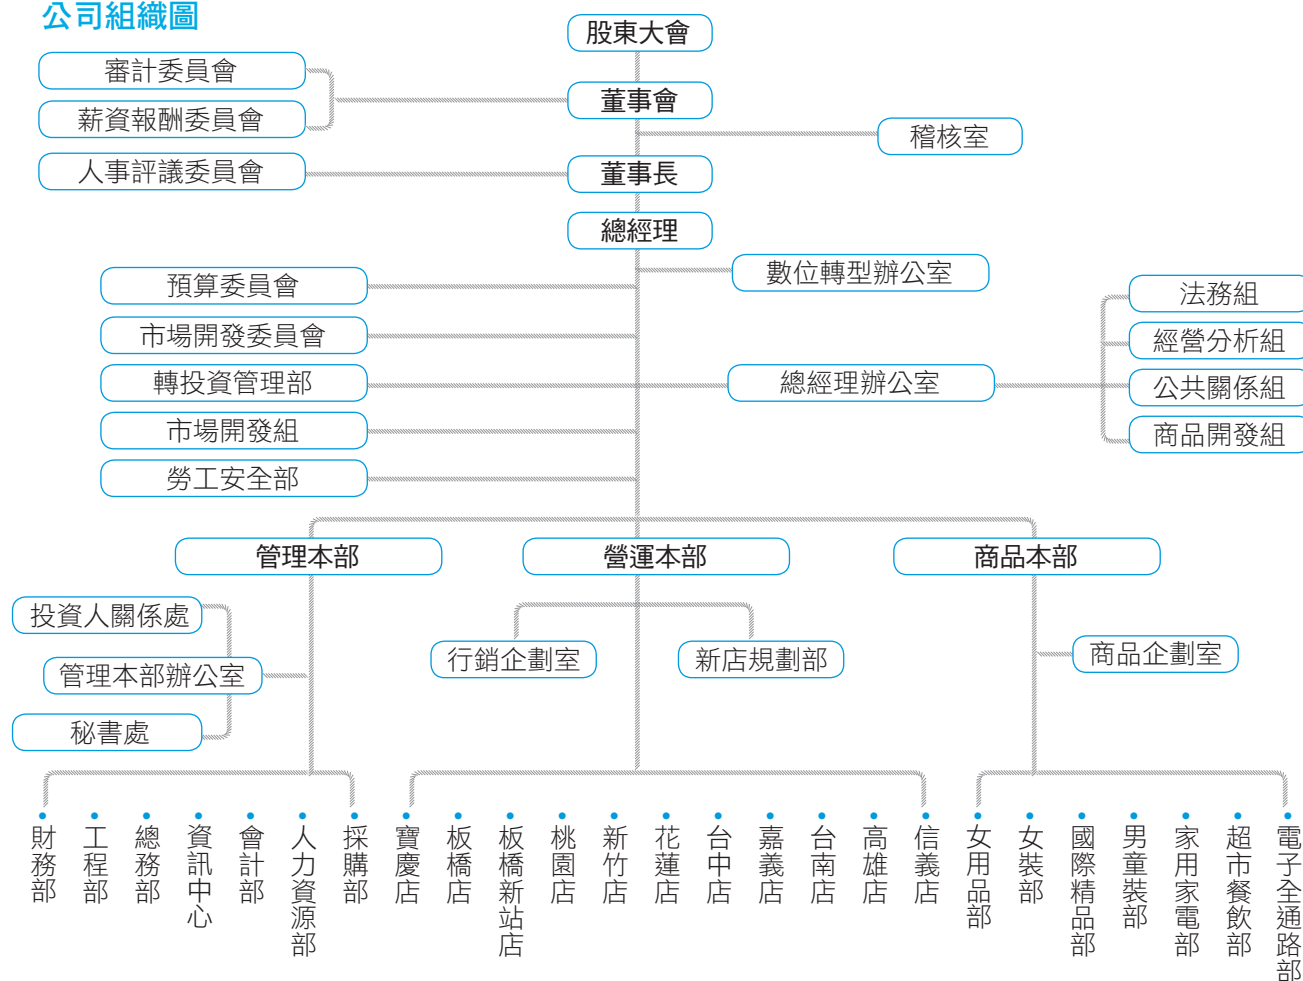 公司組織圖
股東大會
審計委員會
董事會
薪資報酬委員會
稽核室
人事評議委員會
董事長
總經理
數位轉型辦公室
預算委員會
法務組
市場開發委員會
經營分析組
轉投資管理部
總經理辦公室
公共關係組
市場開發組
商品開發組
勞工安全部
管理本部
營運本部
商品本部
投資人關係處
行銷企劃室
新店規劃部
商品企劃室
管理本部辦公室
秘書處
財務部
工程部
總務部
資訊中心
會計部
人力資源部
採購部
寶慶店
板橋店
板橋新站店
桃園店
新竹店
花蓮店
台中店
嘉義店
台南店
高雄店
信義店
女用品部
女裝部
國際精品部
男童裝部
家用家電部
超市餐飲部
電子全通路部